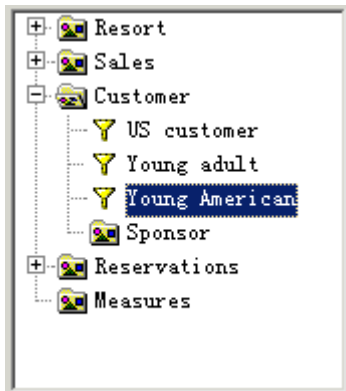 Resort
Sales
Customer
US customer
Young adult
Young American
Sponsor
Reservations
Measures